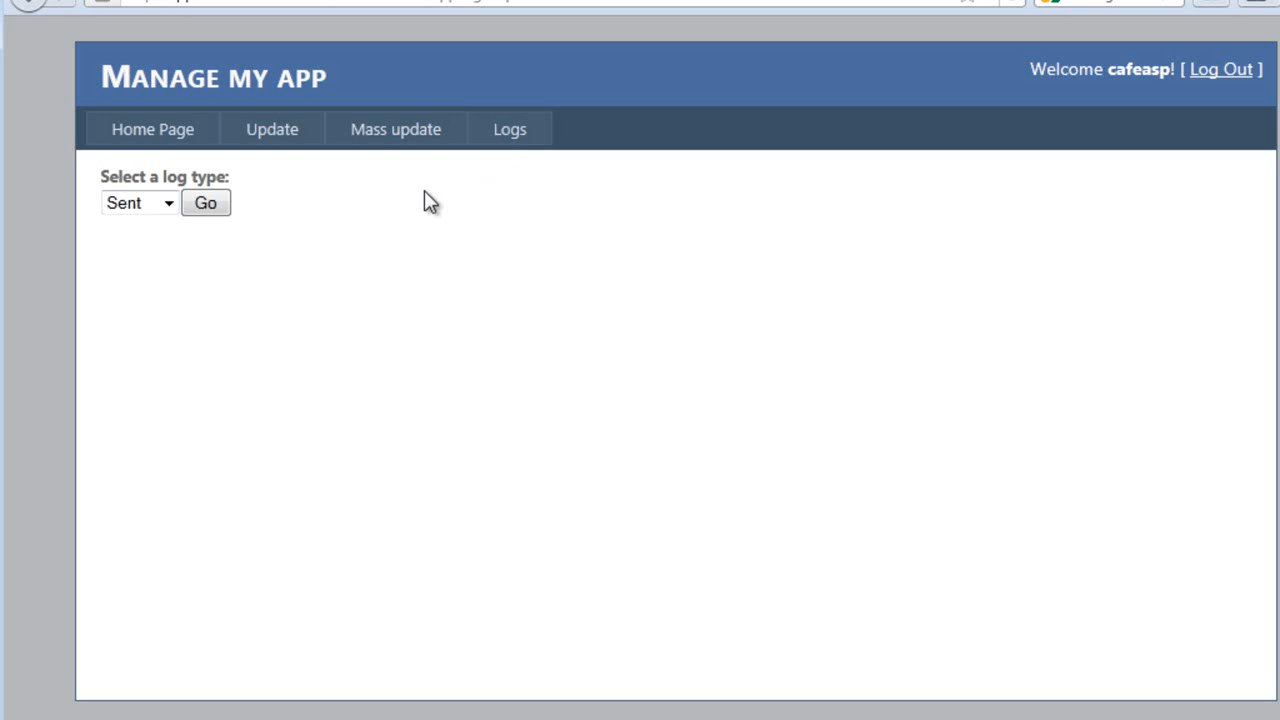 MANAGE MY APP
Welcome cafeasp! [ Log Out ]
Home Page Update Mass update Logs
Select a log type:
Sent Go